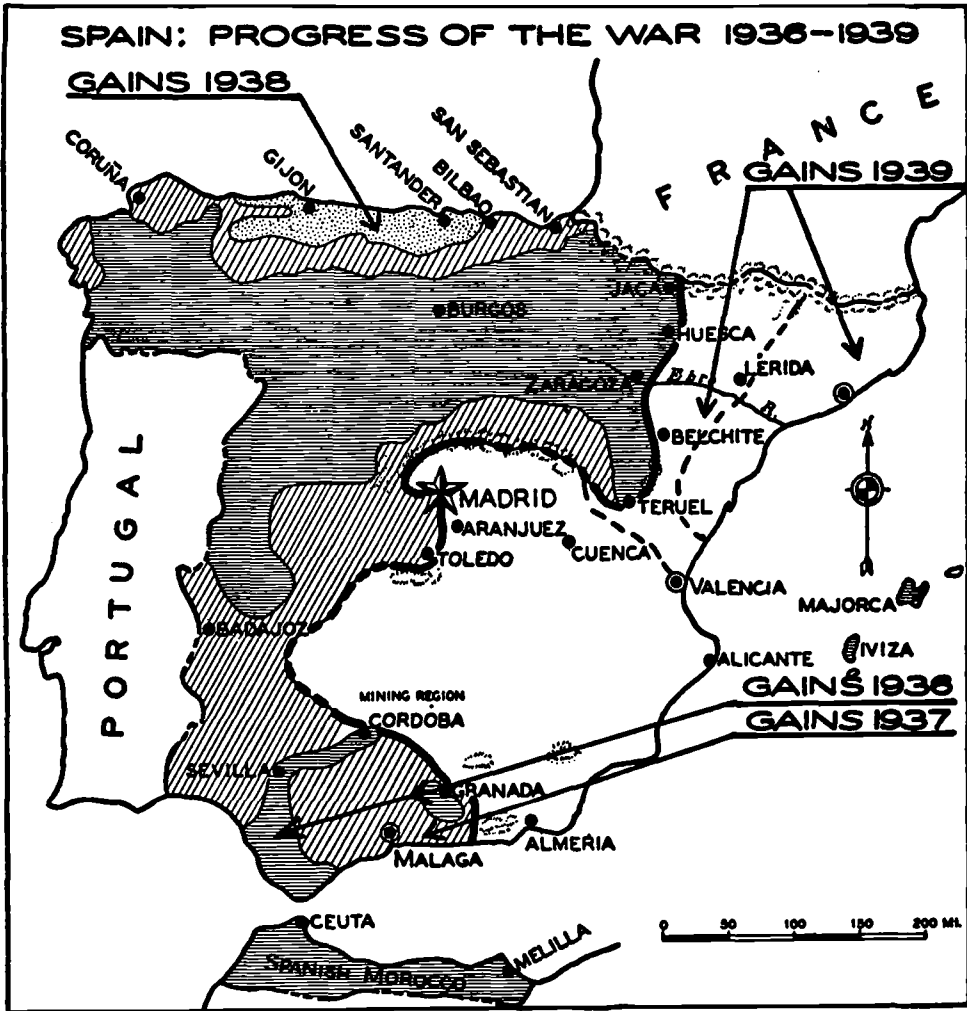 SPAIN: PROGRESS OF THE WAR 1936-1939
GAINS 1938
FRANCE
GAINS 1939
CORUÑA
GIJON
SANTANDER
BILBAO
SAN SEBASTIAN
JACA
BURGOS
HUESCA
ZARAGOZA
Ebro R.
LERIDA
BELCHITE
N
MADRID
TERUEL
ARANJUEZ
TOLEDO
CUENCA
VALENCIA
PORTUGAL
MAJORCA
BADAJOZ
ALICANTE
IVIZA
GAINS 1936
MINING REGION
CORDOBA
GAINS 1937
SEVILLA
GRANADA
MALAGA
ALMERIA
CEUTA
0 50 100 150 200 MI.
MELILLA
SPANISH MOROCCO